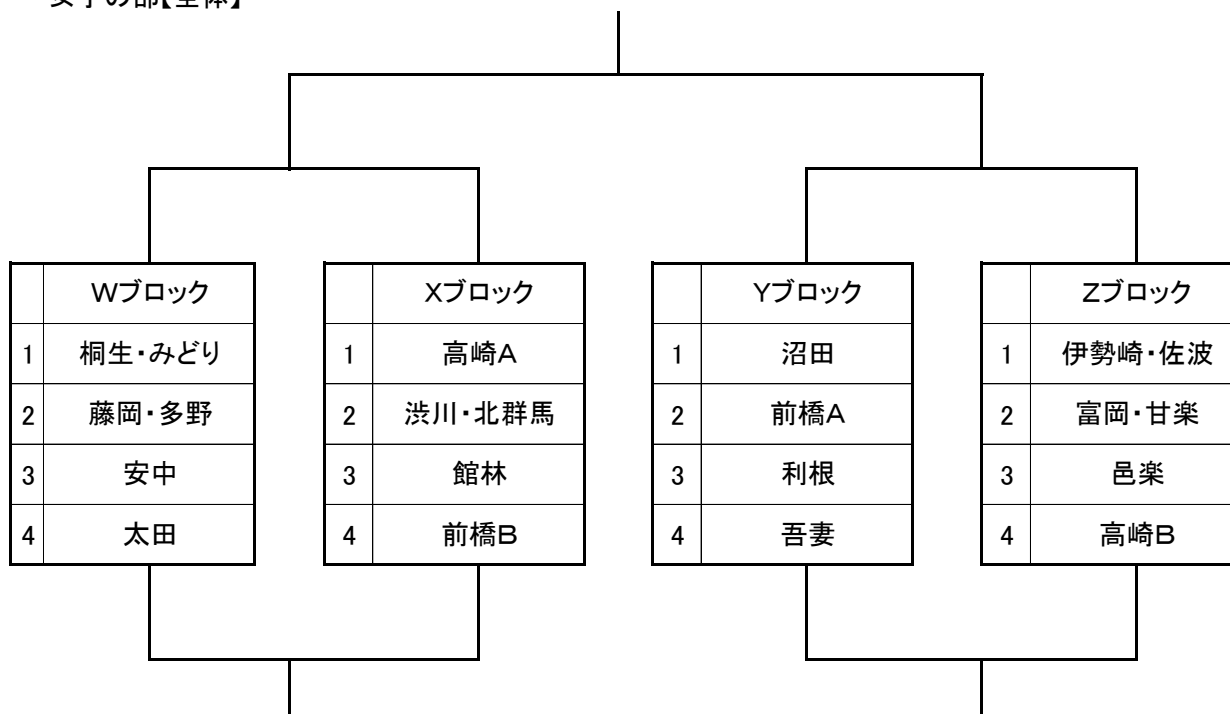 女子の部【全体】
Wブロック
1 桐生・みどり
2 藤岡・多野
3 安中
4 太田
Xブロック
1 高崎A
2 渋川・北群馬
3 館林
4 前橋B
Yブロック
1 沼田
2 前橋A
3 利根
4 吾妻
Zブロック
1 伊勢崎・佐波
2 富岡・甘楽
3 邑楽
4 高崎B